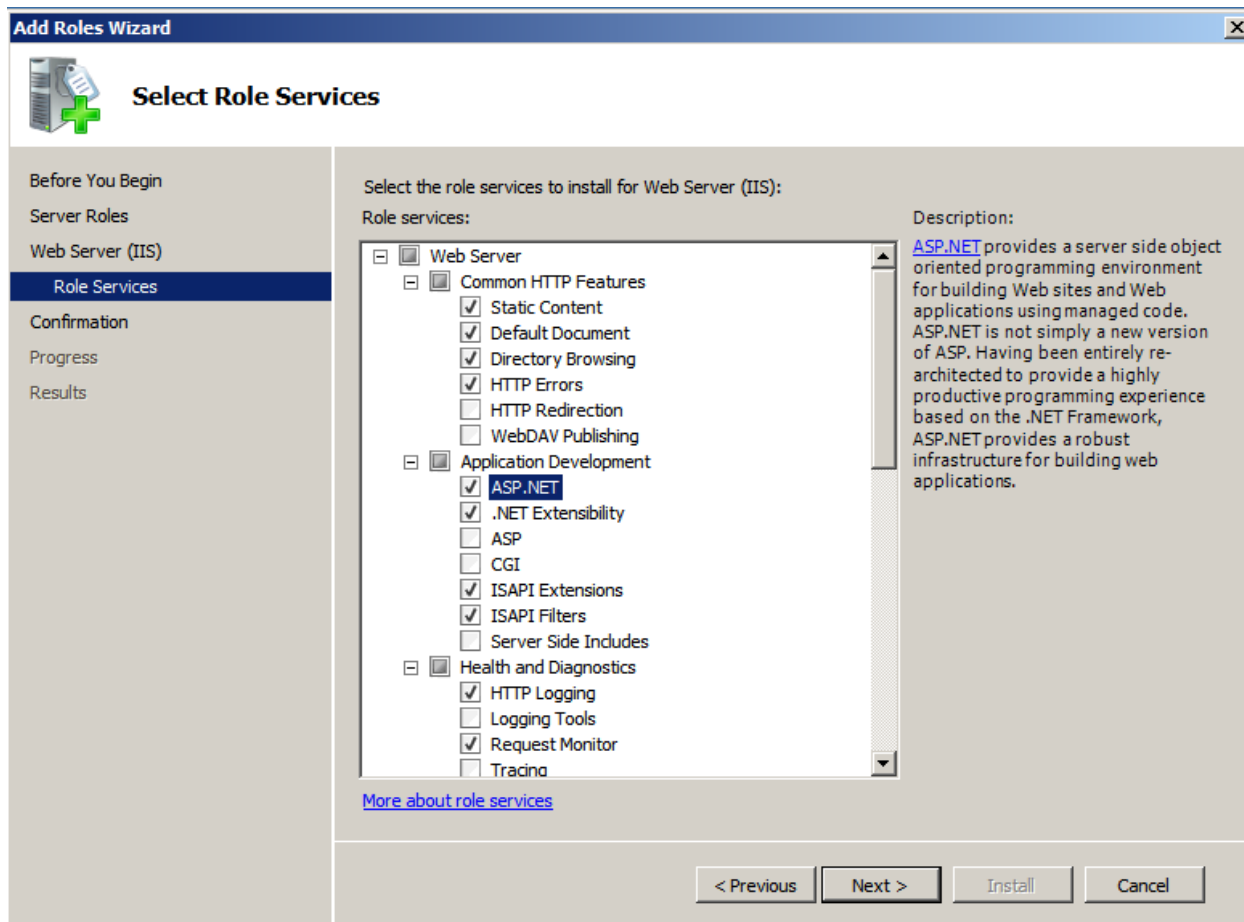 Add Roles Wizard
Select Role Services
Before You Begin
Server Roles
Web Server (IIS)
Role Services
Confirmation
Progress
Results
Select the role services to install for Web Server (IIS):
Role services:
Web Server
Common HTTP Features
Static Content
Default Document
Directory Browsing
HTTP Errors
HTTP Redirection
WebDAV Publishing
Application Development
ASP.NET
.NET Extensibility
ASP
CGI
ISAPI Extensions
ISAPI Filters
Server Side Includes
Health and Diagnostics
HTTP Logging
Logging Tools
Request Monitor
Tracing
More about role services
Description:
ASP.NET provides a server side object
oriented programming environment
for building Web sites and Web
applications using managed code.
ASP.NET is not simply a new version
of ASP. Having been entirely re-
architected to provide a highly
productive programming experience
based on the .NET Framework,
ASP.NET provides a robust
infrastructure for building web
applications.
< Previous
Next >
Install
Cancel